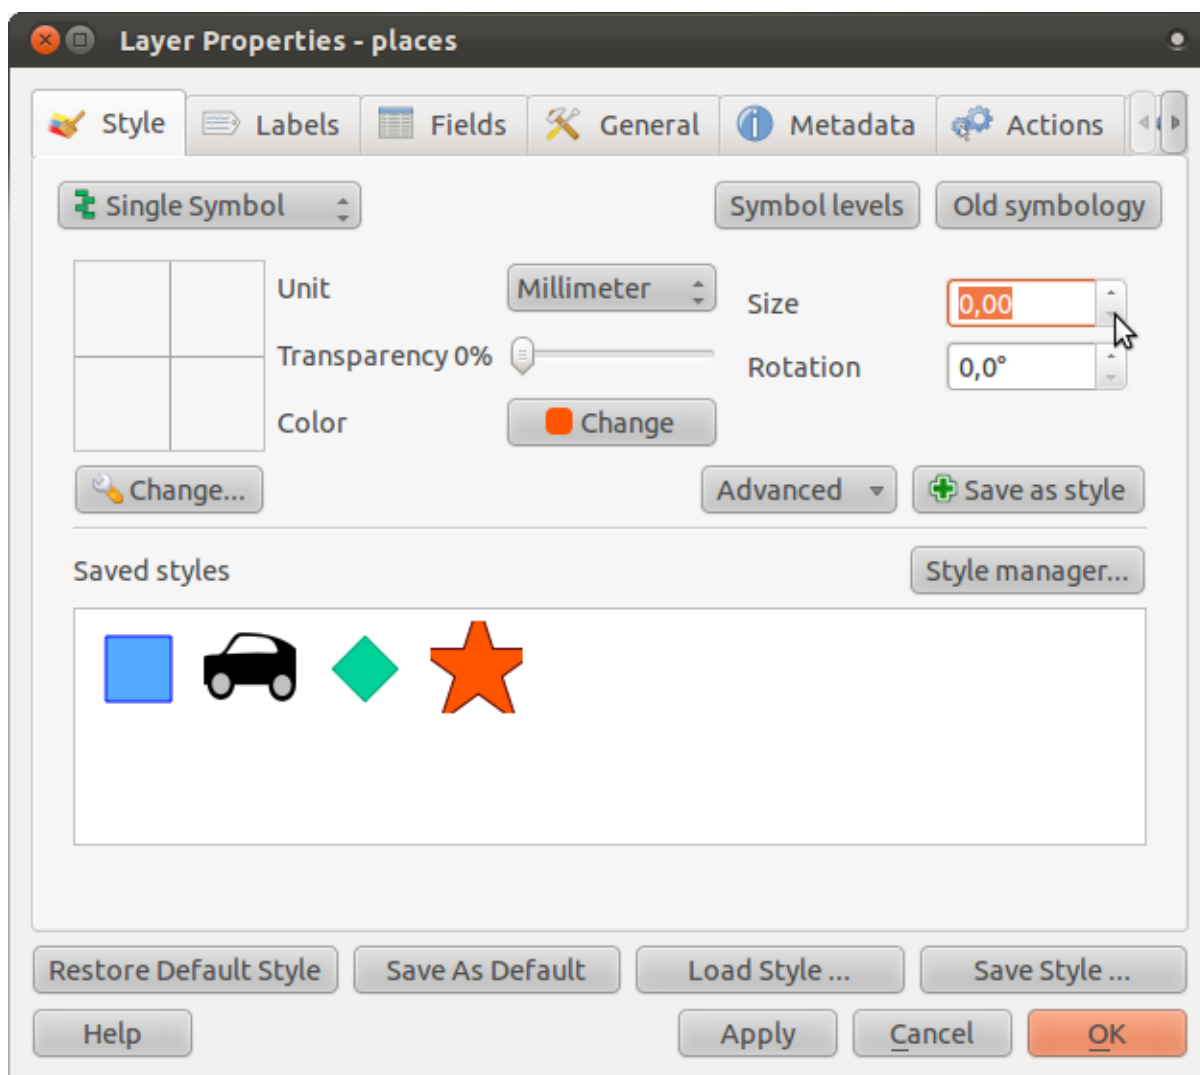 Layer Properties - places
Style Labels Fields General Metadata Actions
Single Symbol Symbol levels Old symbology
Unit Millimeter Size 0,00
Transparency 0% Rotation 0,0°
Color Change
Change... Advanced Save as style
Saved styles Style manager...
Restore Default Style Save As Default Load Style ... Save Style ...
Help Apply Cancel OK